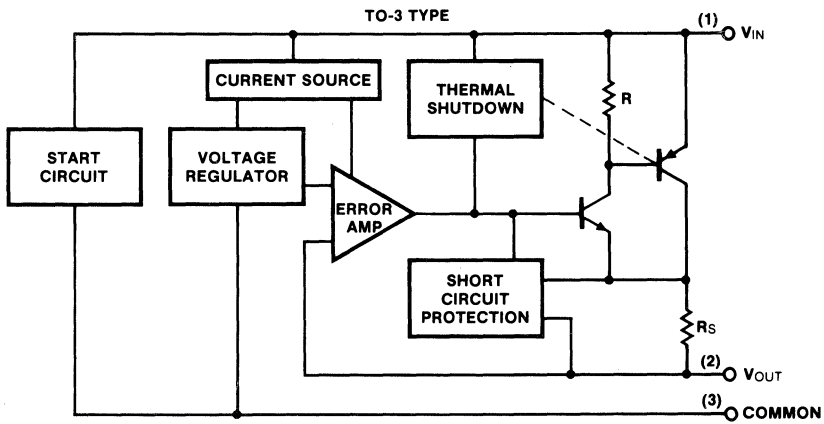 TO-3 TYPE
(1)
VIN
CURRENT SOURCE
THERMAL
SHUTDOWN
R
START
CIRCUIT
VOLTAGE
REGULATOR
ERROR
AMP
SHORT
CIRCUIT
PROTECTION
RS
(2)
VOUT
(3)
COMMON